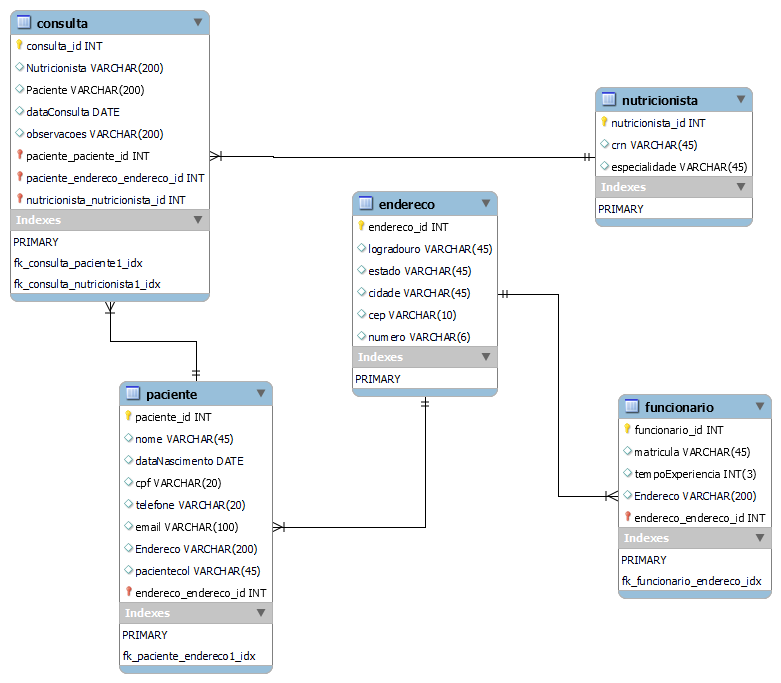 consulta
consulta_id INT
Nutricionista VARCHAR(200)
Paciente VARCHAR(200)
dataConsulta DATE
observacoes VARCHAR(200)
paciente_paciente_id INT
paciente_endereco_endereco_id INT
nutricionista_nutricionista_id INT
Indexes
PRIMARY
fk_consulta_paciente1_idx
fk_consulta_nutricionista1_idx
nutricionista
nutricionista_id INT
crn VARCHAR(45)
especialidade VARCHAR(45)
Indexes
PRIMARY
endereco
endereco_id INT
logradouro VARCHAR(45)
estado VARCHAR(45)
cidade VARCHAR(45)
cep VARCHAR(10)
numero VARCHAR(6)
Indexes
PRIMARY
paciente
paciente_id INT
nome VARCHAR(45)
dataNascimento DATE
cpf VARCHAR(20)
telefone VARCHAR(20)
email VARCHAR(100)
Endereco VARCHAR(200)
pacientecol VARCHAR(45)
endereco_endereco_id INT
Indexes
PRIMARY
fk_paciente_endereco1_idx
funcionario
funcionario_id INT
matricula VARCHAR(45)
tempoExperiencia INT(3)
Endereco VARCHAR(200)
endereco_endereco_id INT
Indexes
PRIMARY
fk_funcionario_endereco_idx